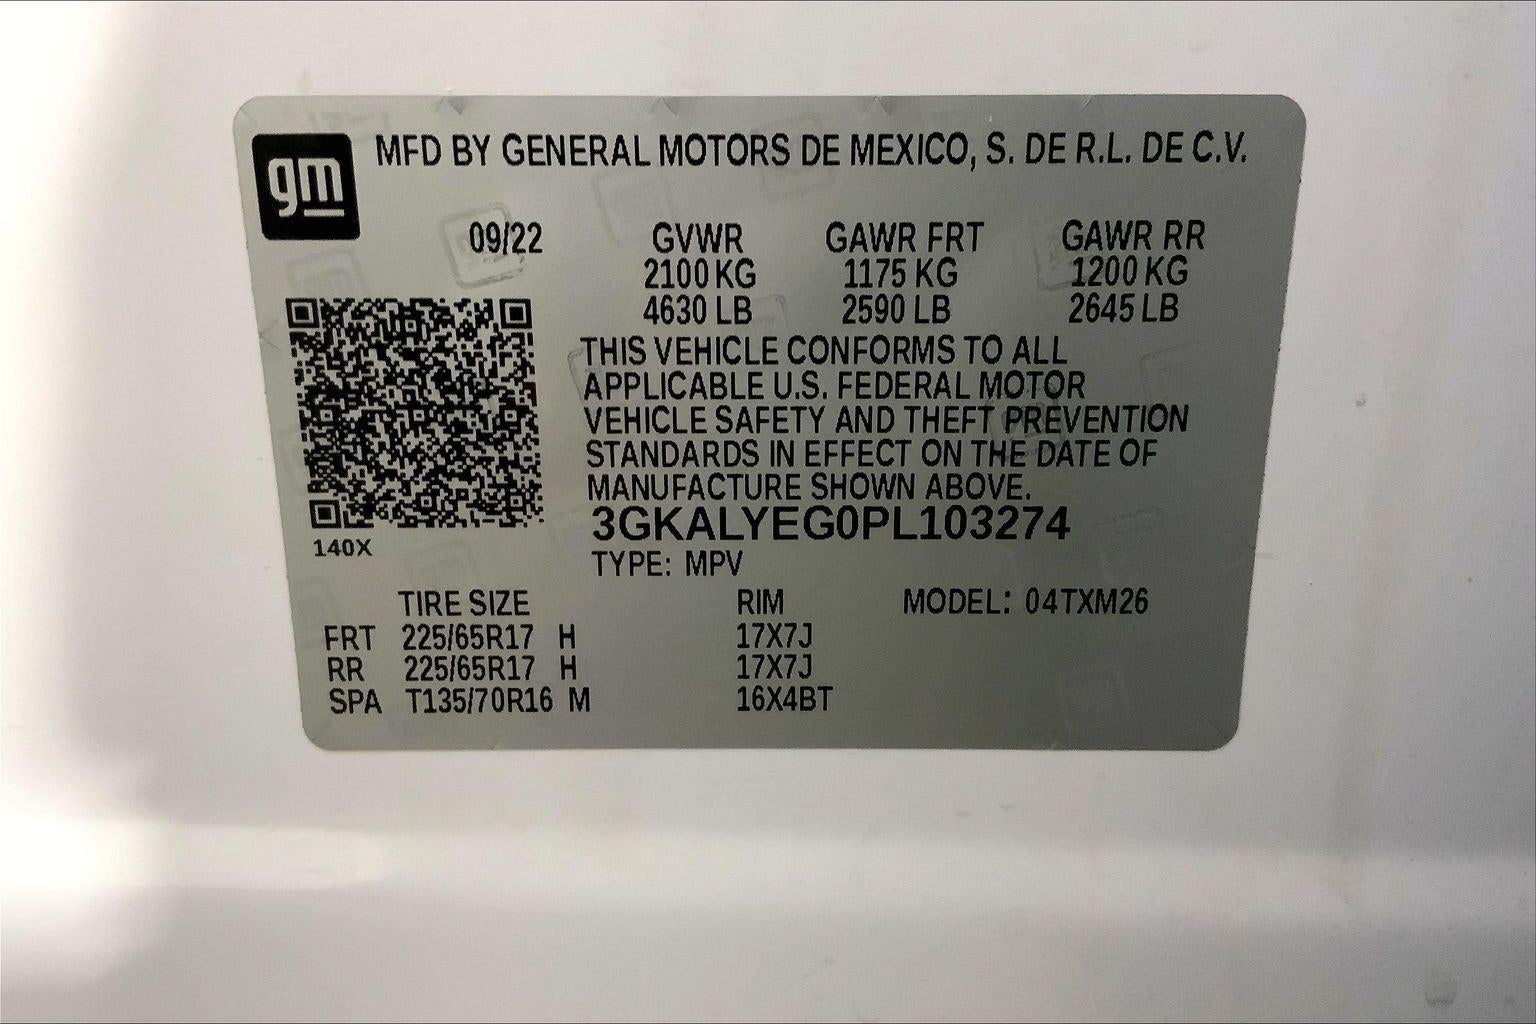 gm MFD BY GENERAL MOTORS DE MEXICO, S. DE R.L. DE C.V.
09/22 GVWR GAWR FRT GAWR RR
2100 KG 1175 KG 1200 KG
4630 LB 2590 LB 2645 LB
THIS VEHICLE CONFORMS TO ALL
APPLICABLE U.S. FEDERAL MOTOR
VEHICLE SAFETY AND THEFT PREVENTION
STANDARDS IN EFFECT ON THE DATE OF
MANUFACTURE SHOWN ABOVE.
3GKALYEG0PL103274
140X
TYPE: MPV
TIRE SIZE RIM MODEL: 04TXM26
FRT 225/65R17 H 17X7J
RR 225/65R17 H 17X7J
SPA T135/70R16 M 16X4BT